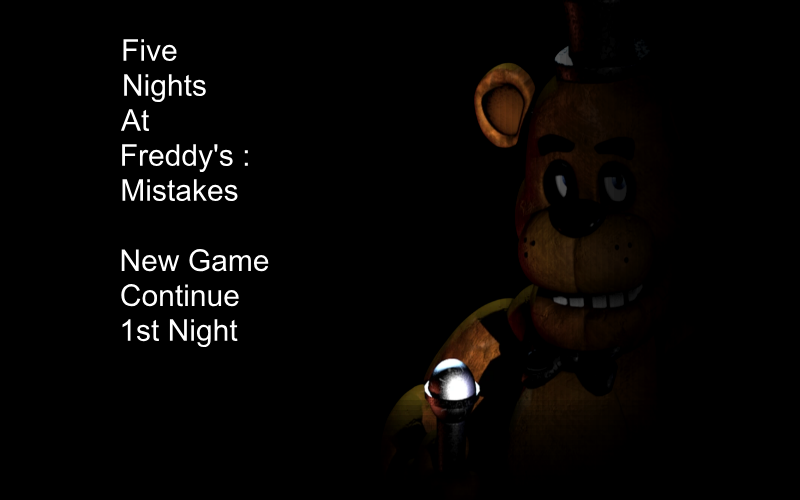 Five
Nights
At
Freddy's :
Mistakes
New Game
Continue
1st Night